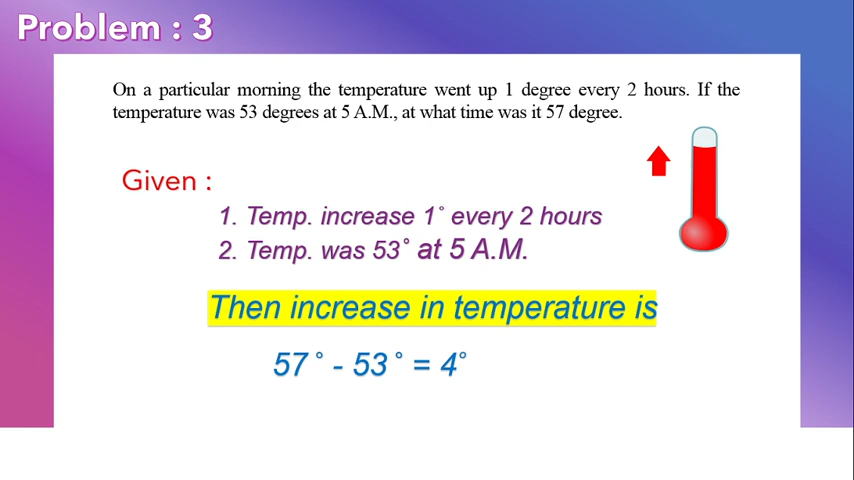 Problem : 3
On a particular morning the temperature went up 1 degree every 2 hours. If the
temperature was 53 degrees at 5 A.M., at what time was it 57 degree.
Given :
1. Temp. increase 1° every 2 hours
2. Temp. was 53° at 5 A.M.
Then increase in temperature is
57° - 53° = 4°